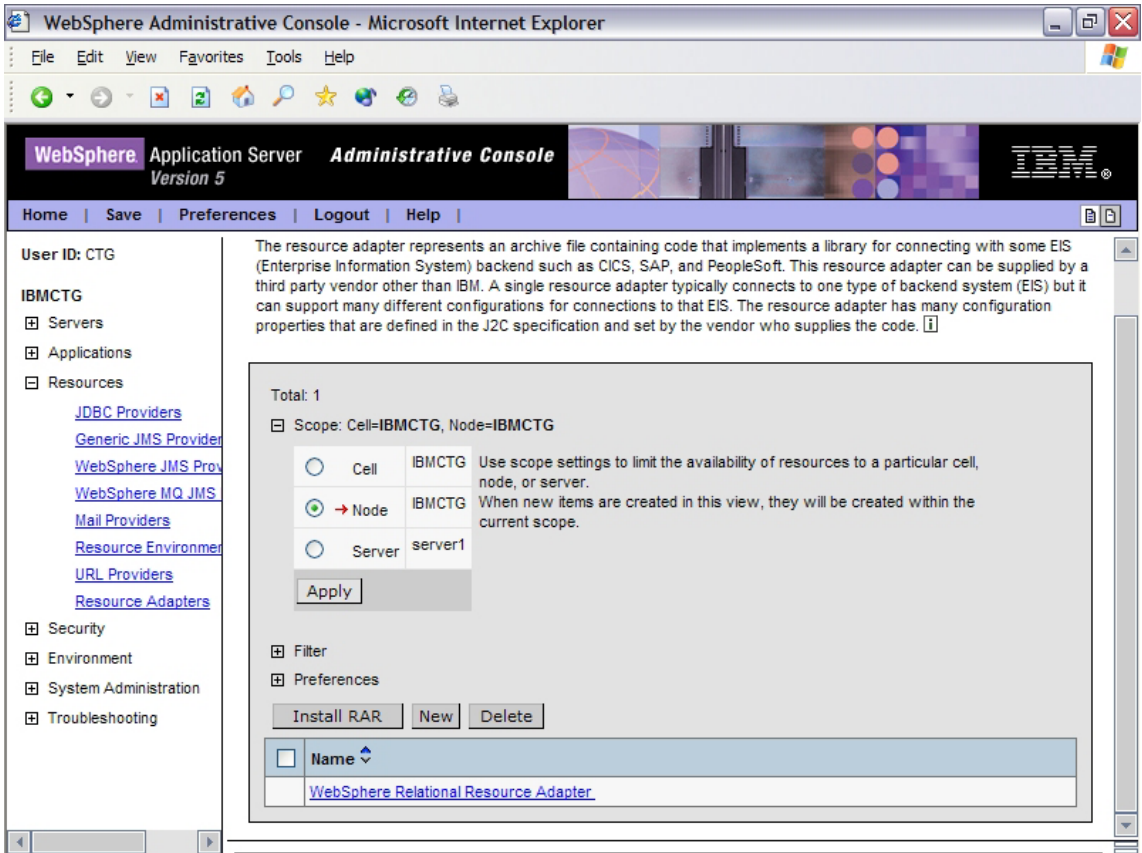 WebSphere Administrative Console - Microsoft Internet Explorer
File Edit View Favorites Tools Help
WebSphere. Application Server Administrative Console
Version 5
IBM®
Home | Save | Preferences | Logout | Help |
User ID: CTG
IBMCTG
Servers
Applications
Resources
JDBC Providers
Generic JMS Provider
WebSphere JMS Prov
WebSphere MQ JMS
Mail Providers
Resource Environmen
URL Providers
Resource Adapters
Security
Environment
System Administration
Troubleshooting
The resource adapter represents an archive file containing code that implements a library for connecting with some EIS
(Enterprise Information System) backend such as CICS, SAP, and PeopleSoft. This resource adapter can be supplied by a
third party vendor other than IBM. A single resource adapter typically connects to one type of backend system (EIS) but it
can support many different configurations for connections to that EIS. The resource adapter has many configuration
properties that are defined in the J2C specification and set by the vendor who supplies the code. i
Total: 1
Scope: Cell=IBMCTG, Node=IBMCTG
Cell IBMCTG
Node IBMCTG
Server server1
Use scope settings to limit the availability of resources to a particular cell,
node, or server.
When new items are created in this view, they will be created within the
current scope.
Apply
Filter
Preferences
Install RAR New Delete
Name
WebSphere Relational Resource Adapter